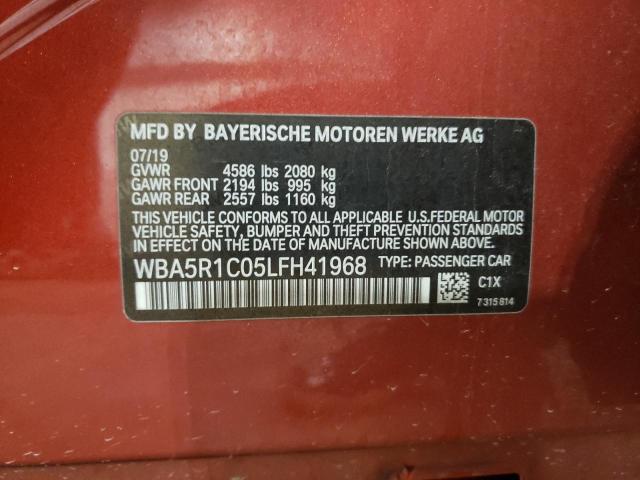 MFD BY BAYERISCHE MOTOREN WERKE AG
07/19
GVWR 4586 lbs 2080 kg
GAWR FRONT 2194 lbs 995 kg
GAWR REAR 2557 lbs 1160 kg
THIS VEHICLE CONFORMS TO ALL APPLICABLE U.S.FEDERAL MOTOR
VEHICLE SAFETY, BUMPER, AND THEFT PREVENTION STANDARDS
IN EFFECT ON THE DATE OF MANUFACTURE SHOWN ABOVE.
WBA5R1C05LFH41968 TYPE: PASSENGER CAR
C1X
7315814